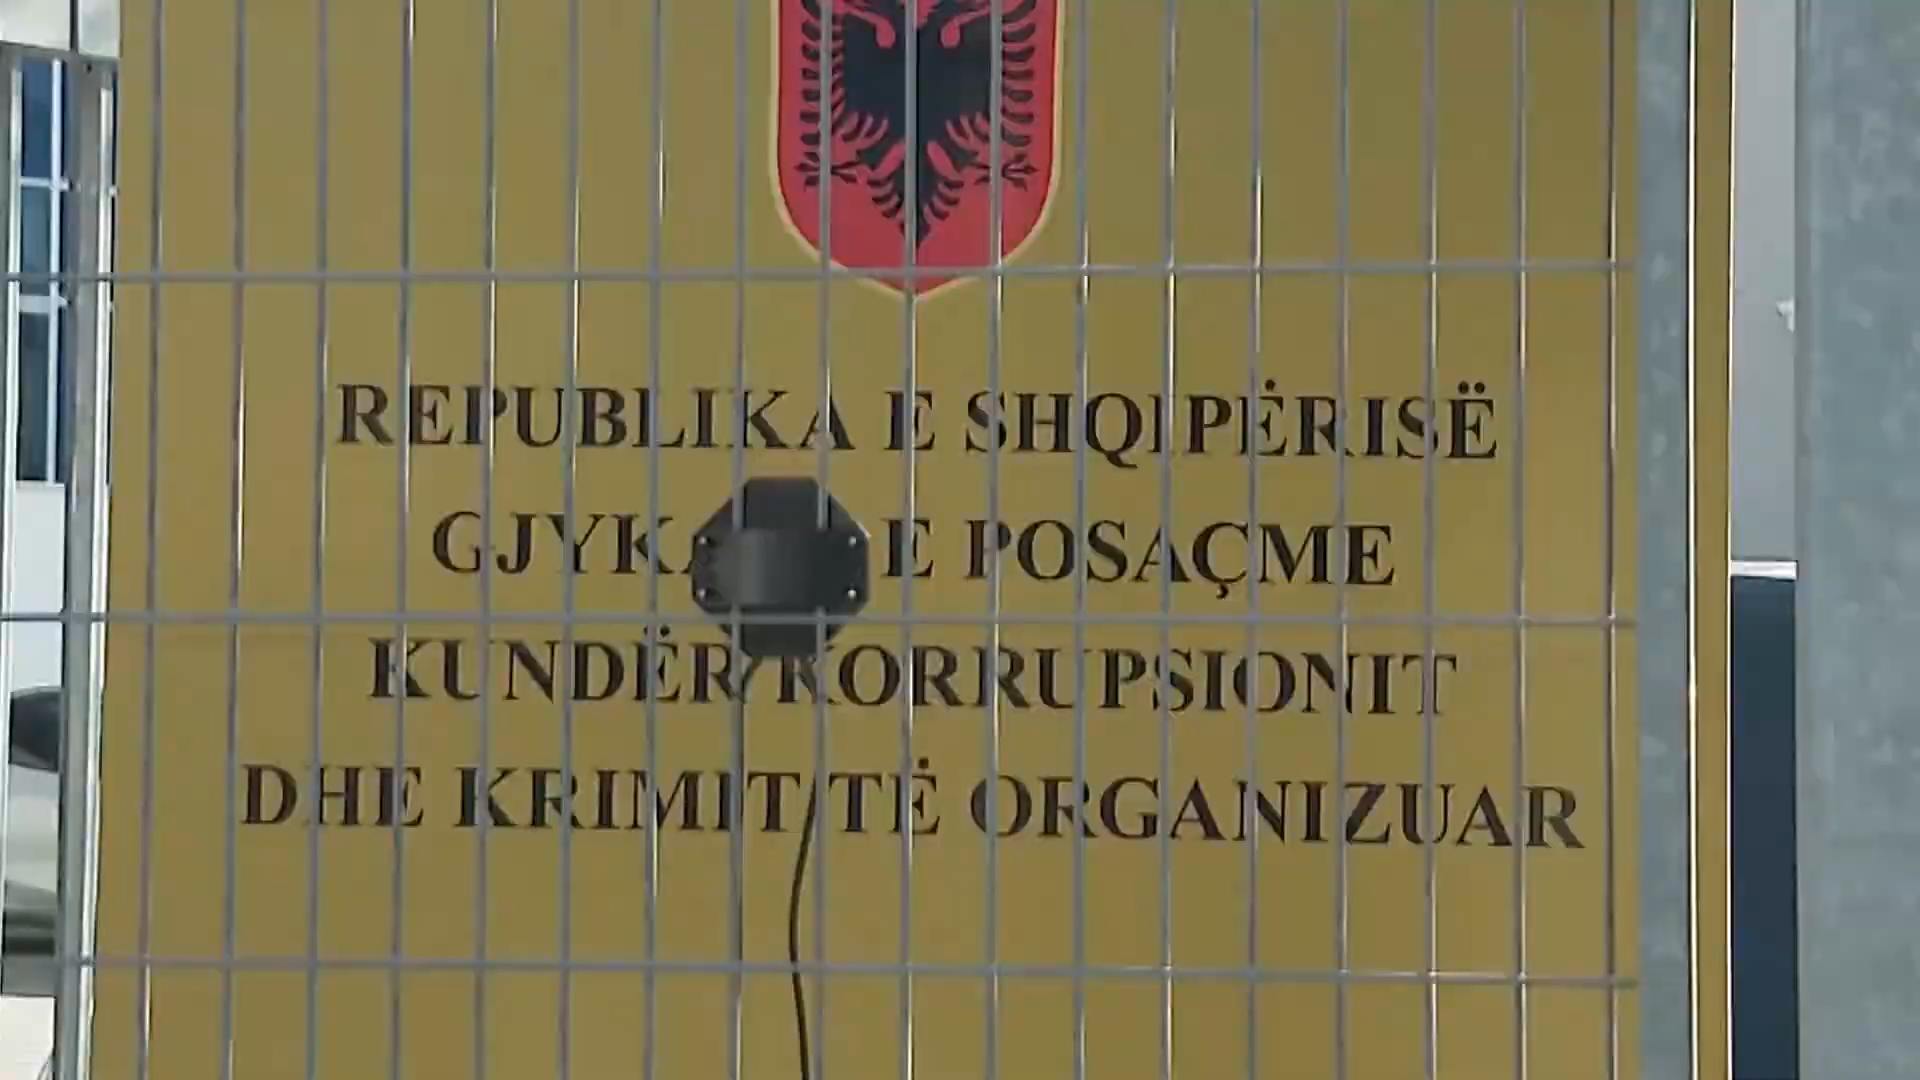 REPUBLIKA E SHQIPËRISË
E POSAÇME
KUNDËR KORRUPSIONIT
DHE KRIMIT TË ORGANIZUAR